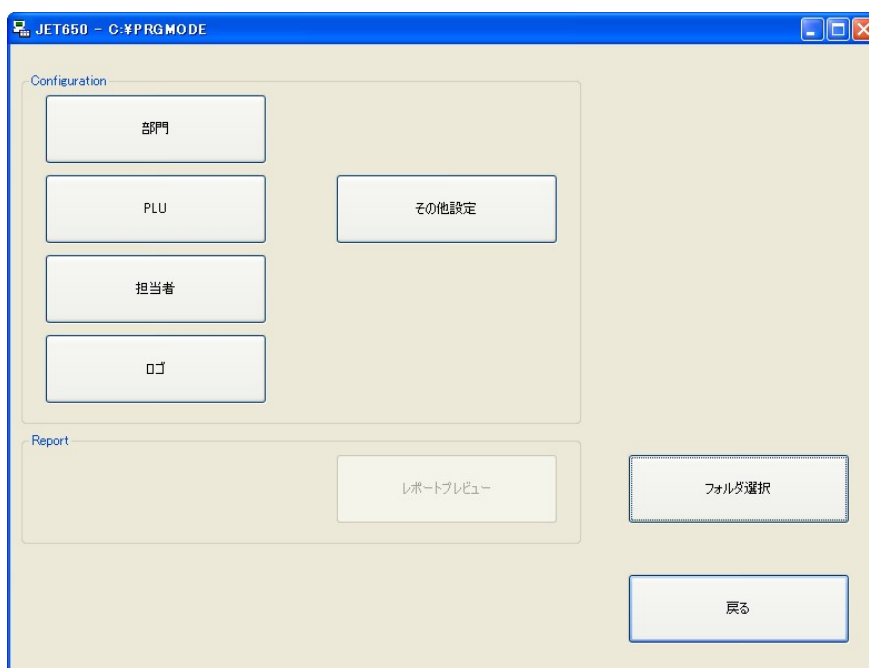 JET650 - C:¥PRGMODE
Configuration
部門
PLU
その他設定
担当者
ロゴ
Report
レポートプレビュー
フォルダ選択
戻る